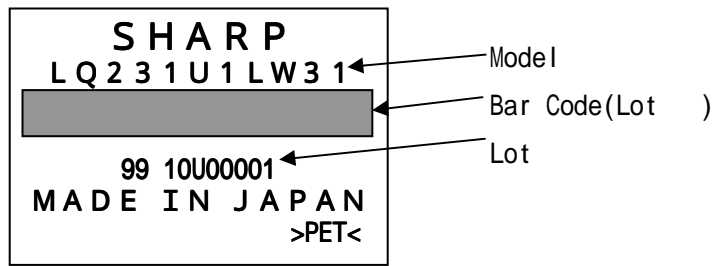 SHARP
LQ231U1LW31
Model
Bar Code(Lot    )
99 10U00001
Lot
MADE IN JAPAN
>PET<